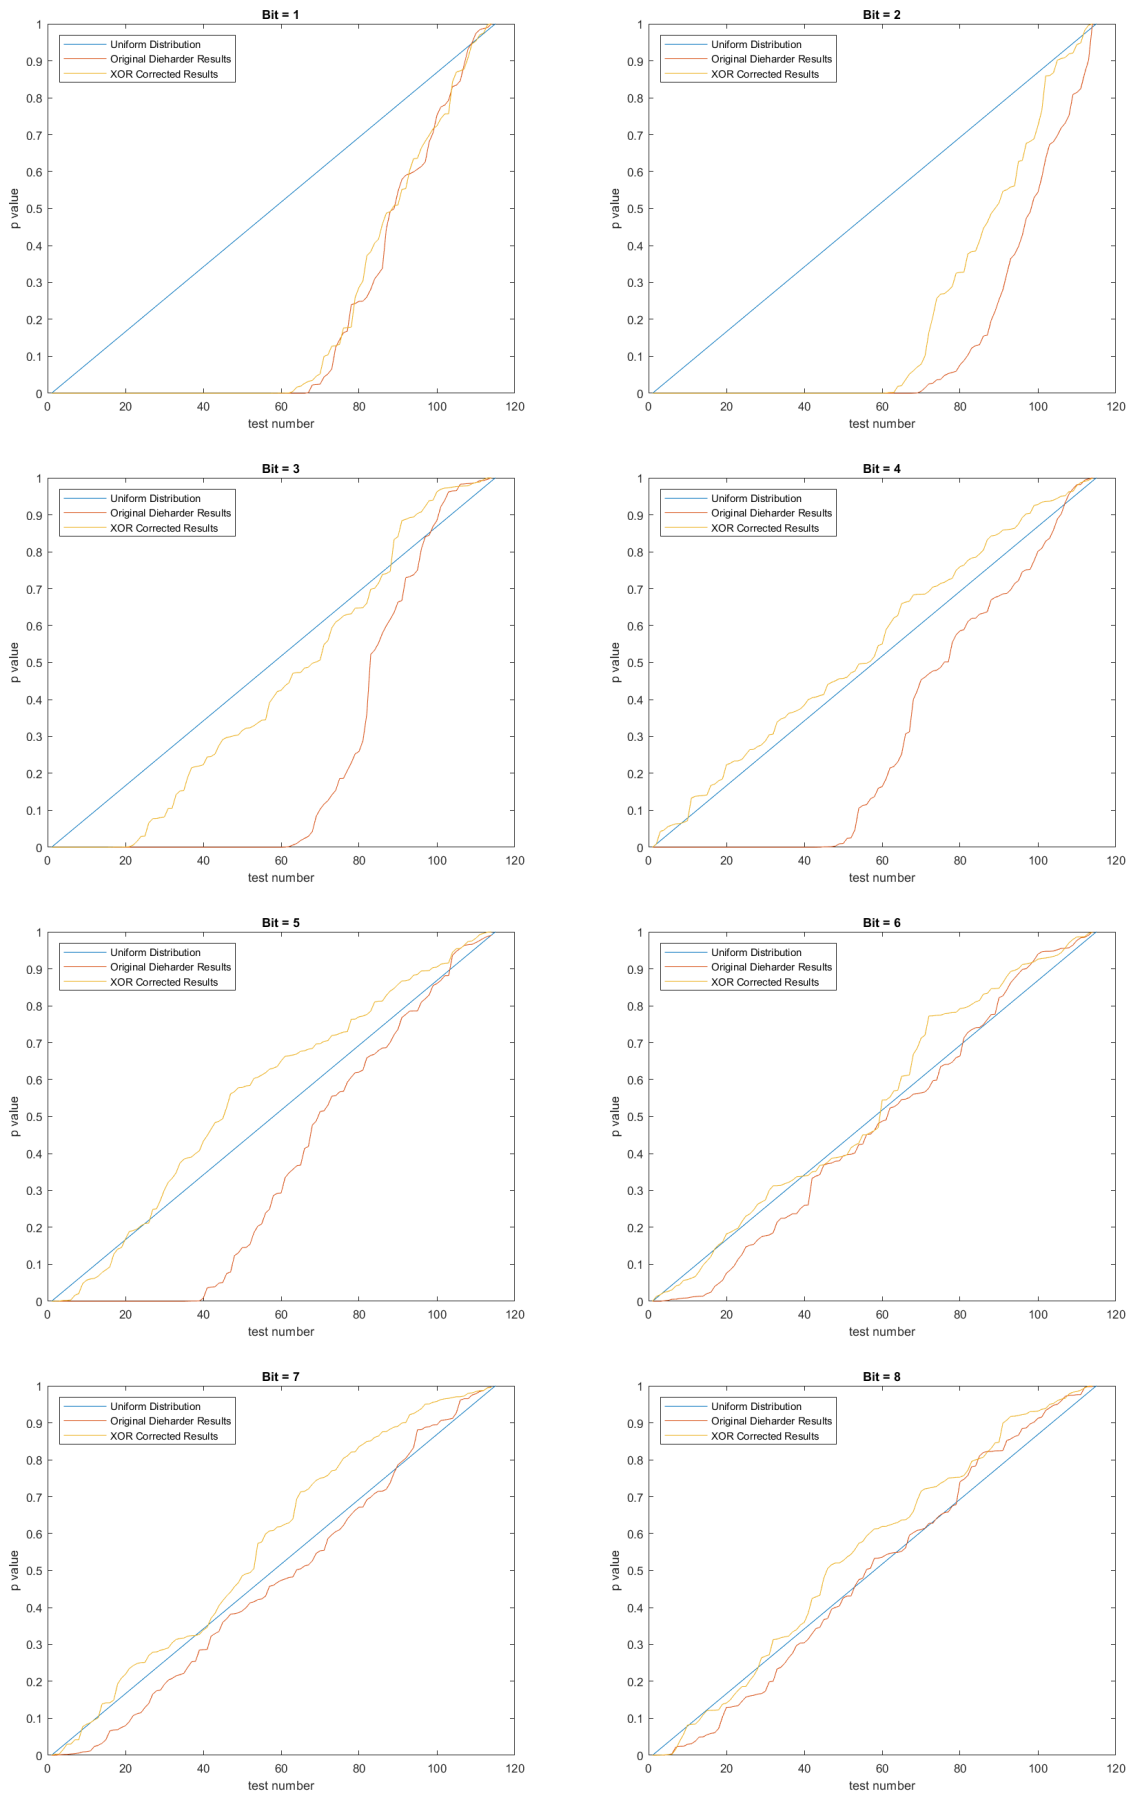 Bit = 1
Uniform Distribution
Original Dieharder Results
XOR Corrected Results
p value
1
0.9
0.8
0.7
0.6
0.5
0.4
0.3
0.2
0.1
0
0 20 40 60 80 100 120
test number
Bit = 2
Uniform Distribution
Original Dieharder Results
XOR Corrected Results
p value
1
0.9
0.8
0.7
0.6
0.5
0.4
0.3
0.2
0.1
0
0 20 40 60 80 100 120
test number
Bit = 3
Uniform Distribution
Original Dieharder Results
XOR Corrected Results
p value
1
0.9
0.8
0.7
0.6
0.5
0.4
0.3
0.2
0.1
0
0 20 40 60 80 100 120
test number
Bit = 4
Uniform Distribution
Original Dieharder Results
XOR Corrected Results
p value
1
0.9
0.8
0.7
0.6
0.5
0.4
0.3
0.2
0.1
0
0 20 40 60 80 100 120
test number
Bit = 5
Uniform Distribution
Original Dieharder Results
XOR Corrected Results
p value
1
0.9
0.8
0.7
0.6
0.5
0.4
0.3
0.2
0.1
0
0 20 40 60 80 100 120
test number
Bit = 6
Uniform Distribution
Original Dieharder Results
XOR Corrected Results
p value
1
0.9
0.8
0.7
0.6
0.5
0.4
0.3
0.2
0.1
0
0 20 40 60 80 100 120
test number
Bit = 7
Uniform Distribution
Original Dieharder Results
XOR Corrected Results
p value
1
0.9
0.8
0.7
0.6
0.5
0.4
0.3
0.2
0.1
0
0 20 40 60 80 100 120
test number
Bit = 8
Uniform Distribution
Original Dieharder Results
XOR Corrected Results
p value
1
0.9
0.8
0.7
0.6
0.5
0.4
0.3
0.2
0.1
0
0 20 40 60 80 100 120
test number